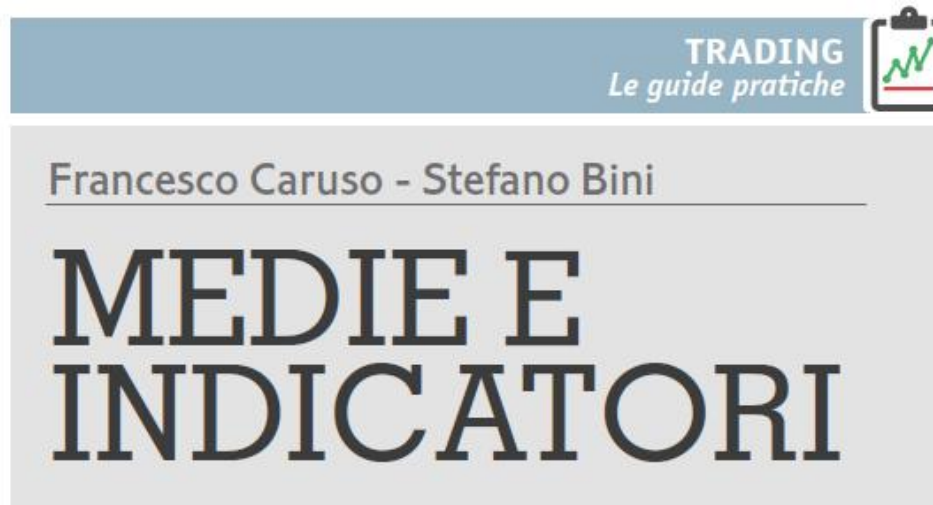 TRADING
Le guide pratiche
Francesco Caruso - Stefano Bini
MEDIE E
INDICATORI